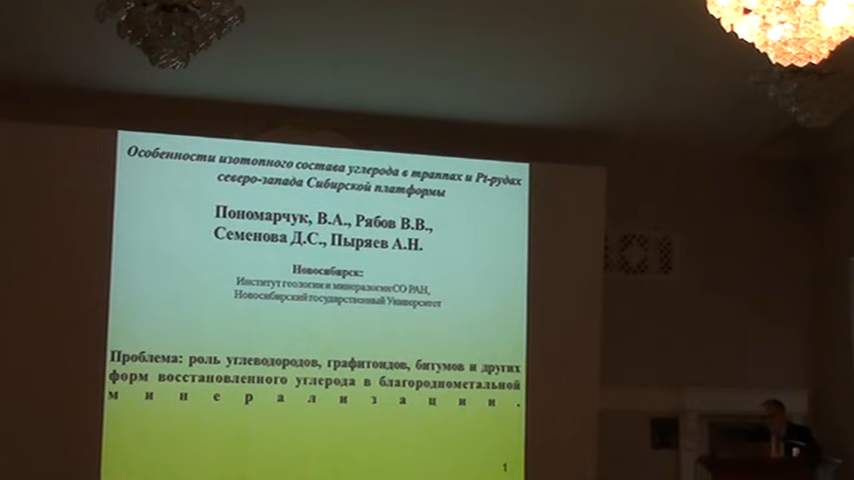 Особенности изотопного состава углерода в траппах и Pt-рудах
северо-запада Сибирской платформы
Пономарчук, В.А., Рябов В.В.,
Семенова Д.С., Пыряев А.Н.
Новосибирск:
Институт геологии и минералогии СО РАН,
Новосибирский государственный Университет
Проблема: роль углеводородов, графитоидов, битумов и других
форм восстановленного углерода в благороднометальной
минерализации.
1